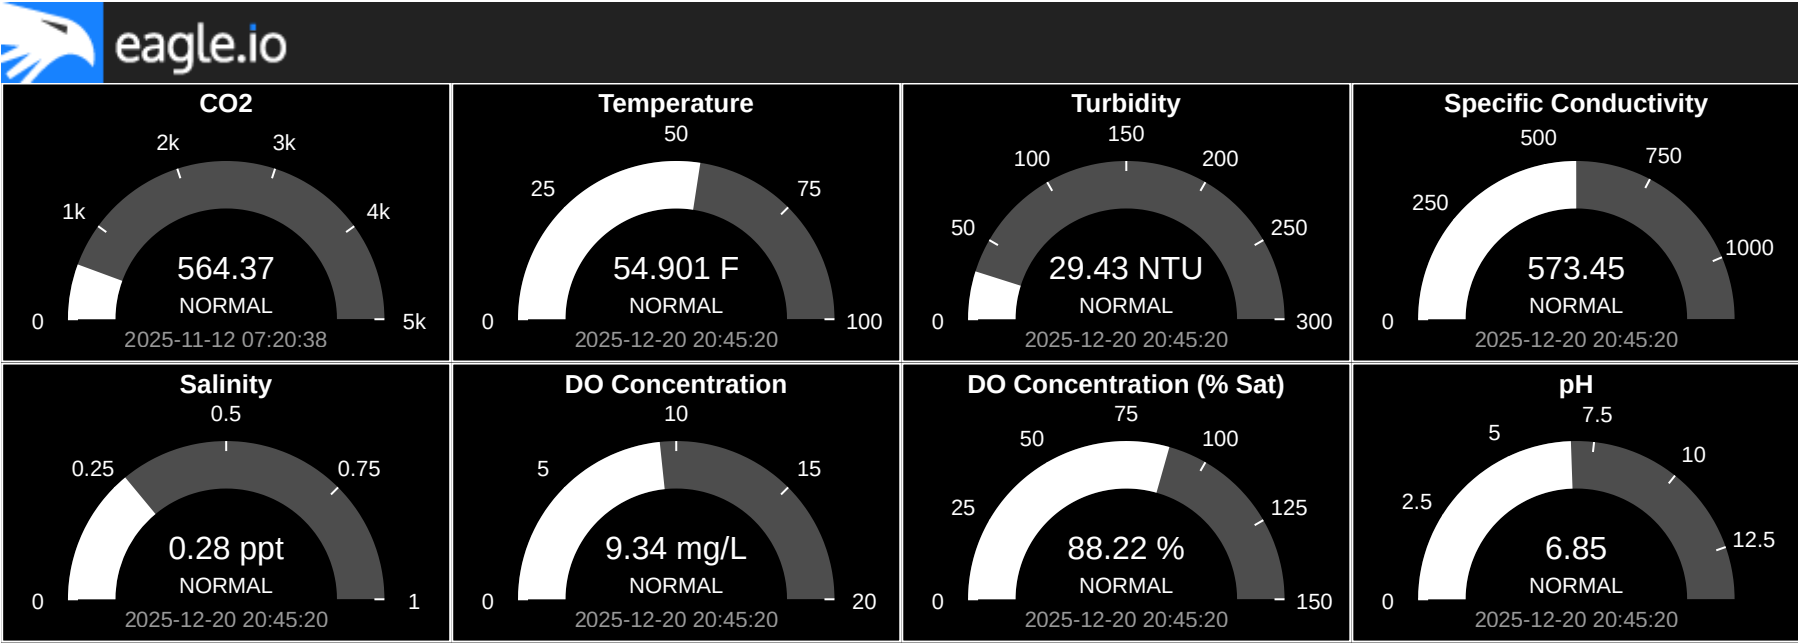 eagle.io
CO2
0
1k
2k
3k
4k
5k
564.37
NORMAL
2025-11-12 07:20:38
Temperature
0
25
50
75
100
54.901 F
NORMAL
2025-12-20 20:45:20
Turbidity
0
50
100
150
200
250
300
29.43 NTU
NORMAL
2025-12-20 20:45:20
Specific Conductivity
0
250
500
750
1000
573.45
NORMAL
2025-12-20 20:45:20
Salinity
0
0.25
0.5
0.75
1
0.28 ppt
NORMAL
2025-12-20 20:45:20
DO Concentration
0
5
10
15
20
9.34 mg/L
NORMAL
2025-12-20 20:45:20
DO Concentration (% Sat)
0
25
50
75
100
125
150
88.22 %
NORMAL
2025-12-20 20:45:20
pH
0
2.5
5
7.5
10
12.5
6.85
NORMAL
2025-12-20 20:45:20